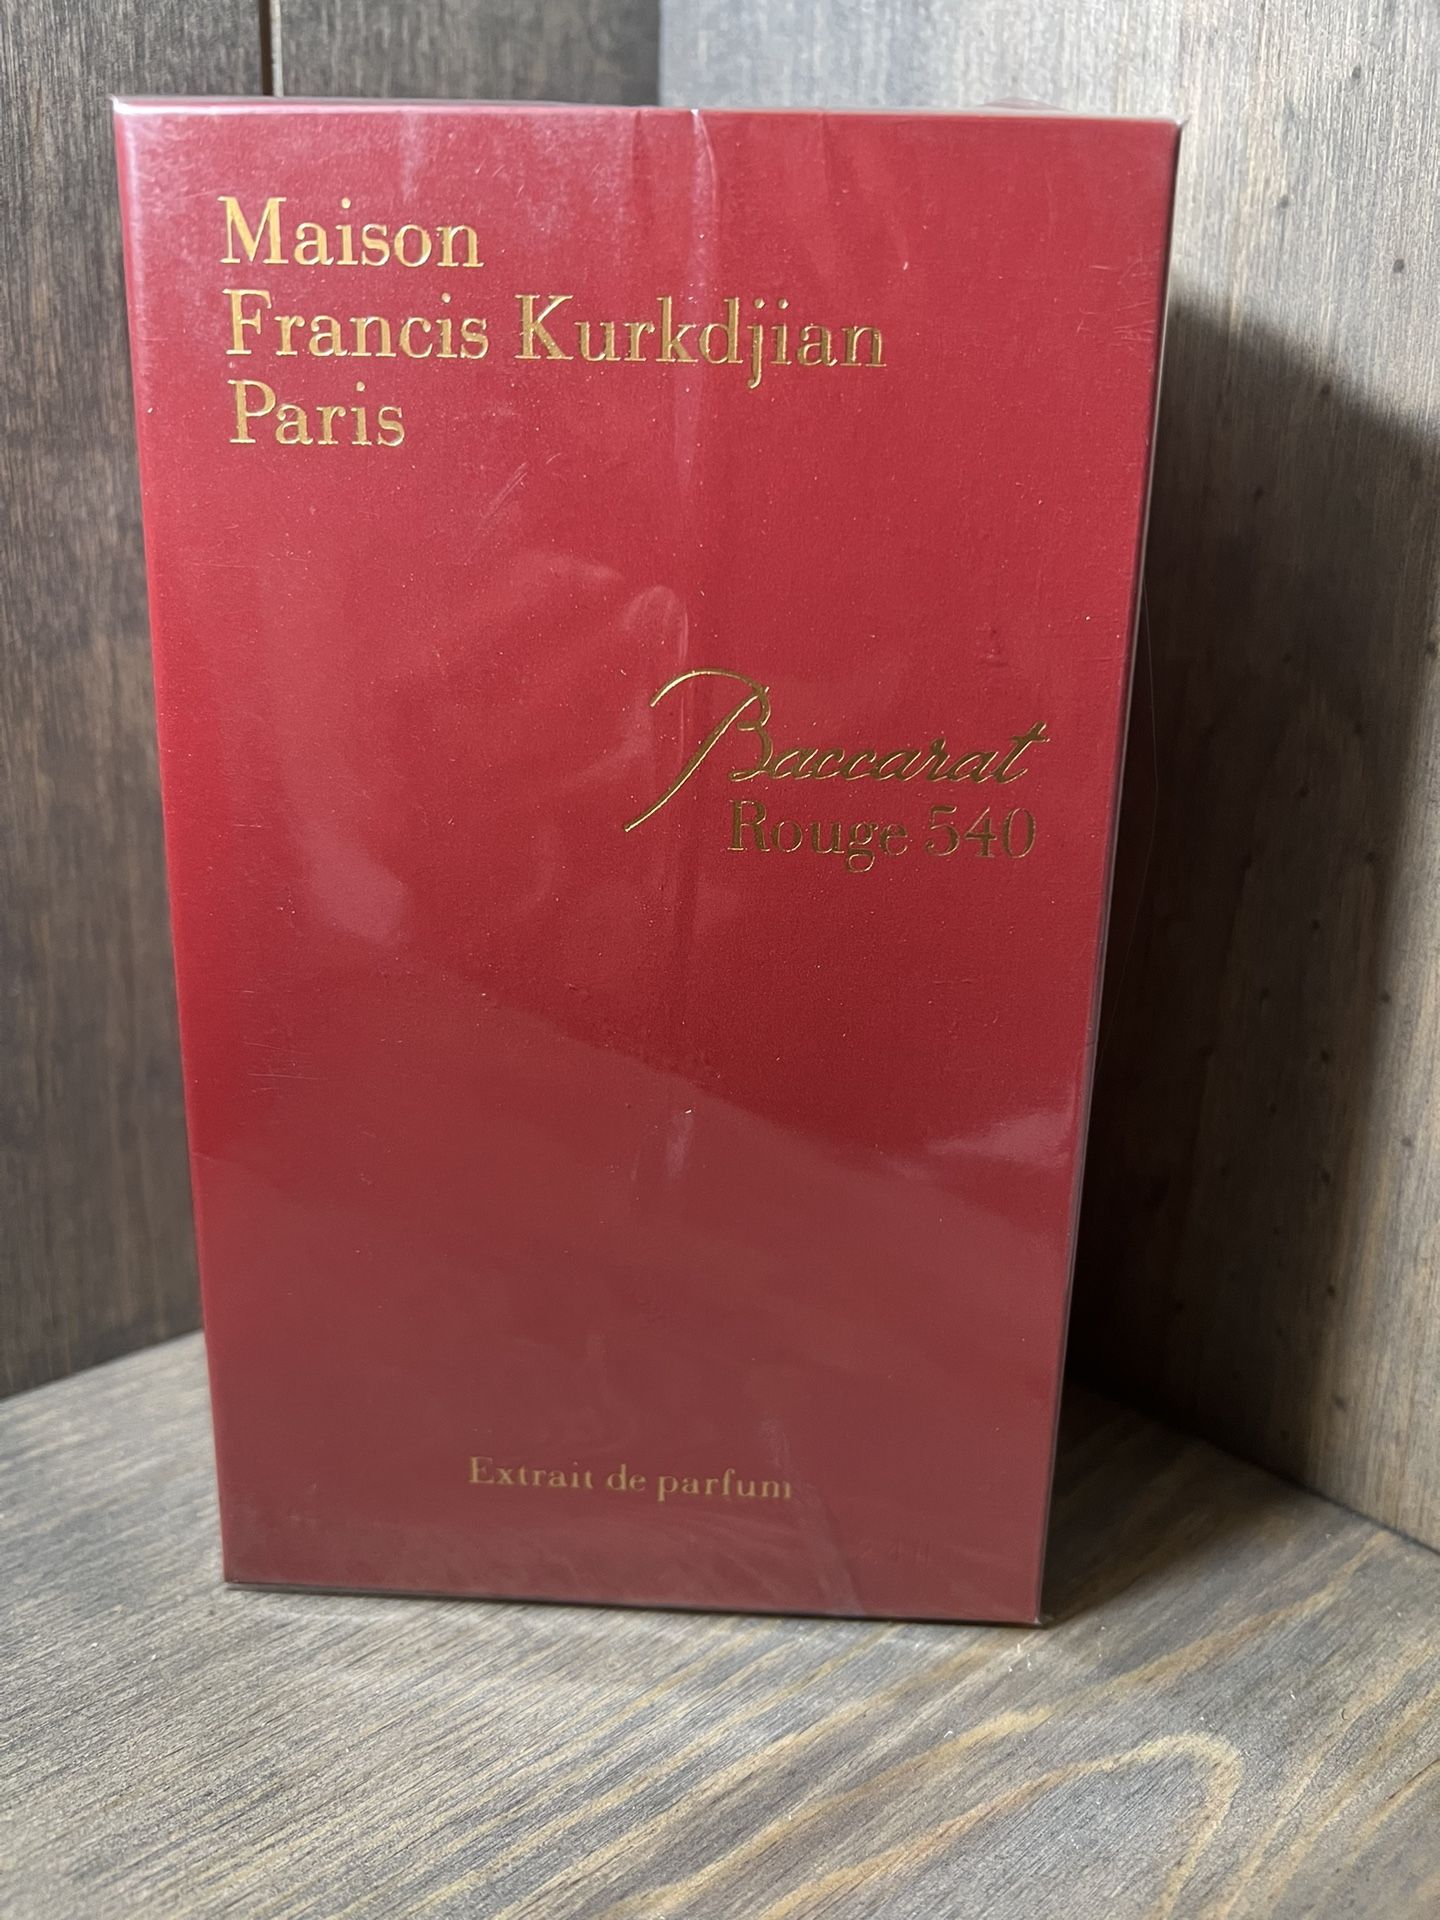 Maison
Francis Kurkdjian
Paris
Baccarat
Rouge 540
Extrait de parfum